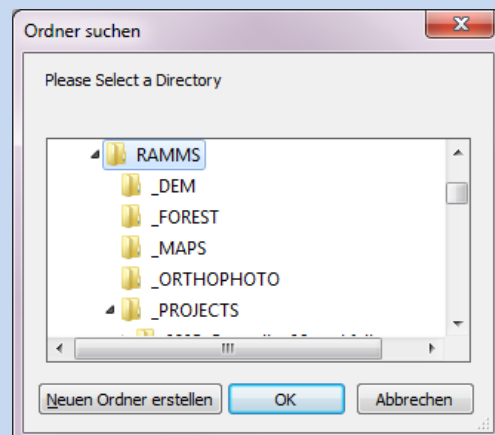 Ordner suchen
Please Select a Directory
RAMMS
_DEM
_FOREST
_MAPS
_ORTHOPHOTO
_PROJECTS
Neuen Ordner erstellen
OK
Abbrechen